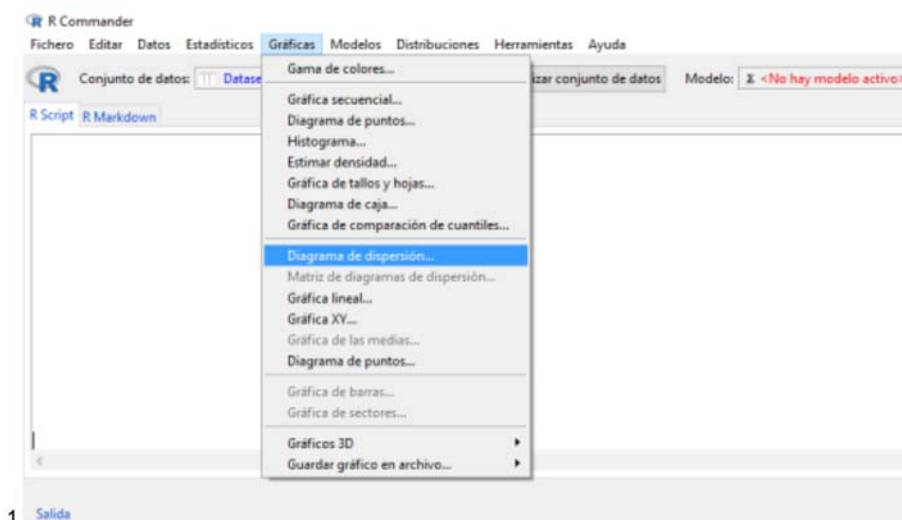 R Commander
Fichero Editar Datos Estadísticos Gráficas Modelos Distribuciones Herramientas Ayuda
Conjunto de datos: Datase izar conjunto de datos Modelo: Σ <No hay modelo activo>
R Script R Markdown
Gama de colores...
Gráfica secuencial...
Diagrama de puntos...
Histograma...
Estimar densidad...
Gráfica de tallos y hojas...
Diagrama de caja...
Gráfica de comparación de cuantiles...
Diagrama de dispersión...
Matriz de diagramas de dispersión...
Gráfica lineal...
Gráfica XY...
Gráfica de las medias...
Diagrama de puntos...
Gráfica de barras...
Gráfica de sectores...
Gráficos 3D
Guardar gráfico en archivo...
1 Salida